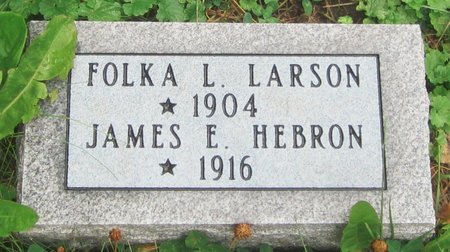 FOLKA L. LARSON
★ 1904
JAMES E. HEBRON
★ 1916